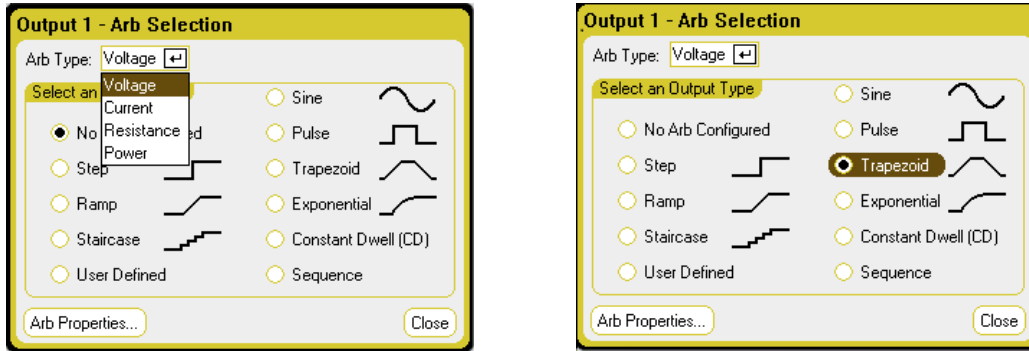 Output 1 - Arb Selection
Arb Type: Voltage
Voltage
Current
Resistance
Power
Select an
No ed
Step
Ramp
Staircase
User Defined
Sine
Pulse
Trapezoid
Exponential
Constant Dwell (CD)
Sequence
Arb Properties...
Close
Output 1 - Arb Selection
Arb Type: Voltage
Select an Output Type
No Arb Configured
Step
Ramp
Staircase
User Defined
Sine
Pulse
Trapezoid
Exponential
Constant Dwell (CD)
Sequence
Arb Properties...
Close